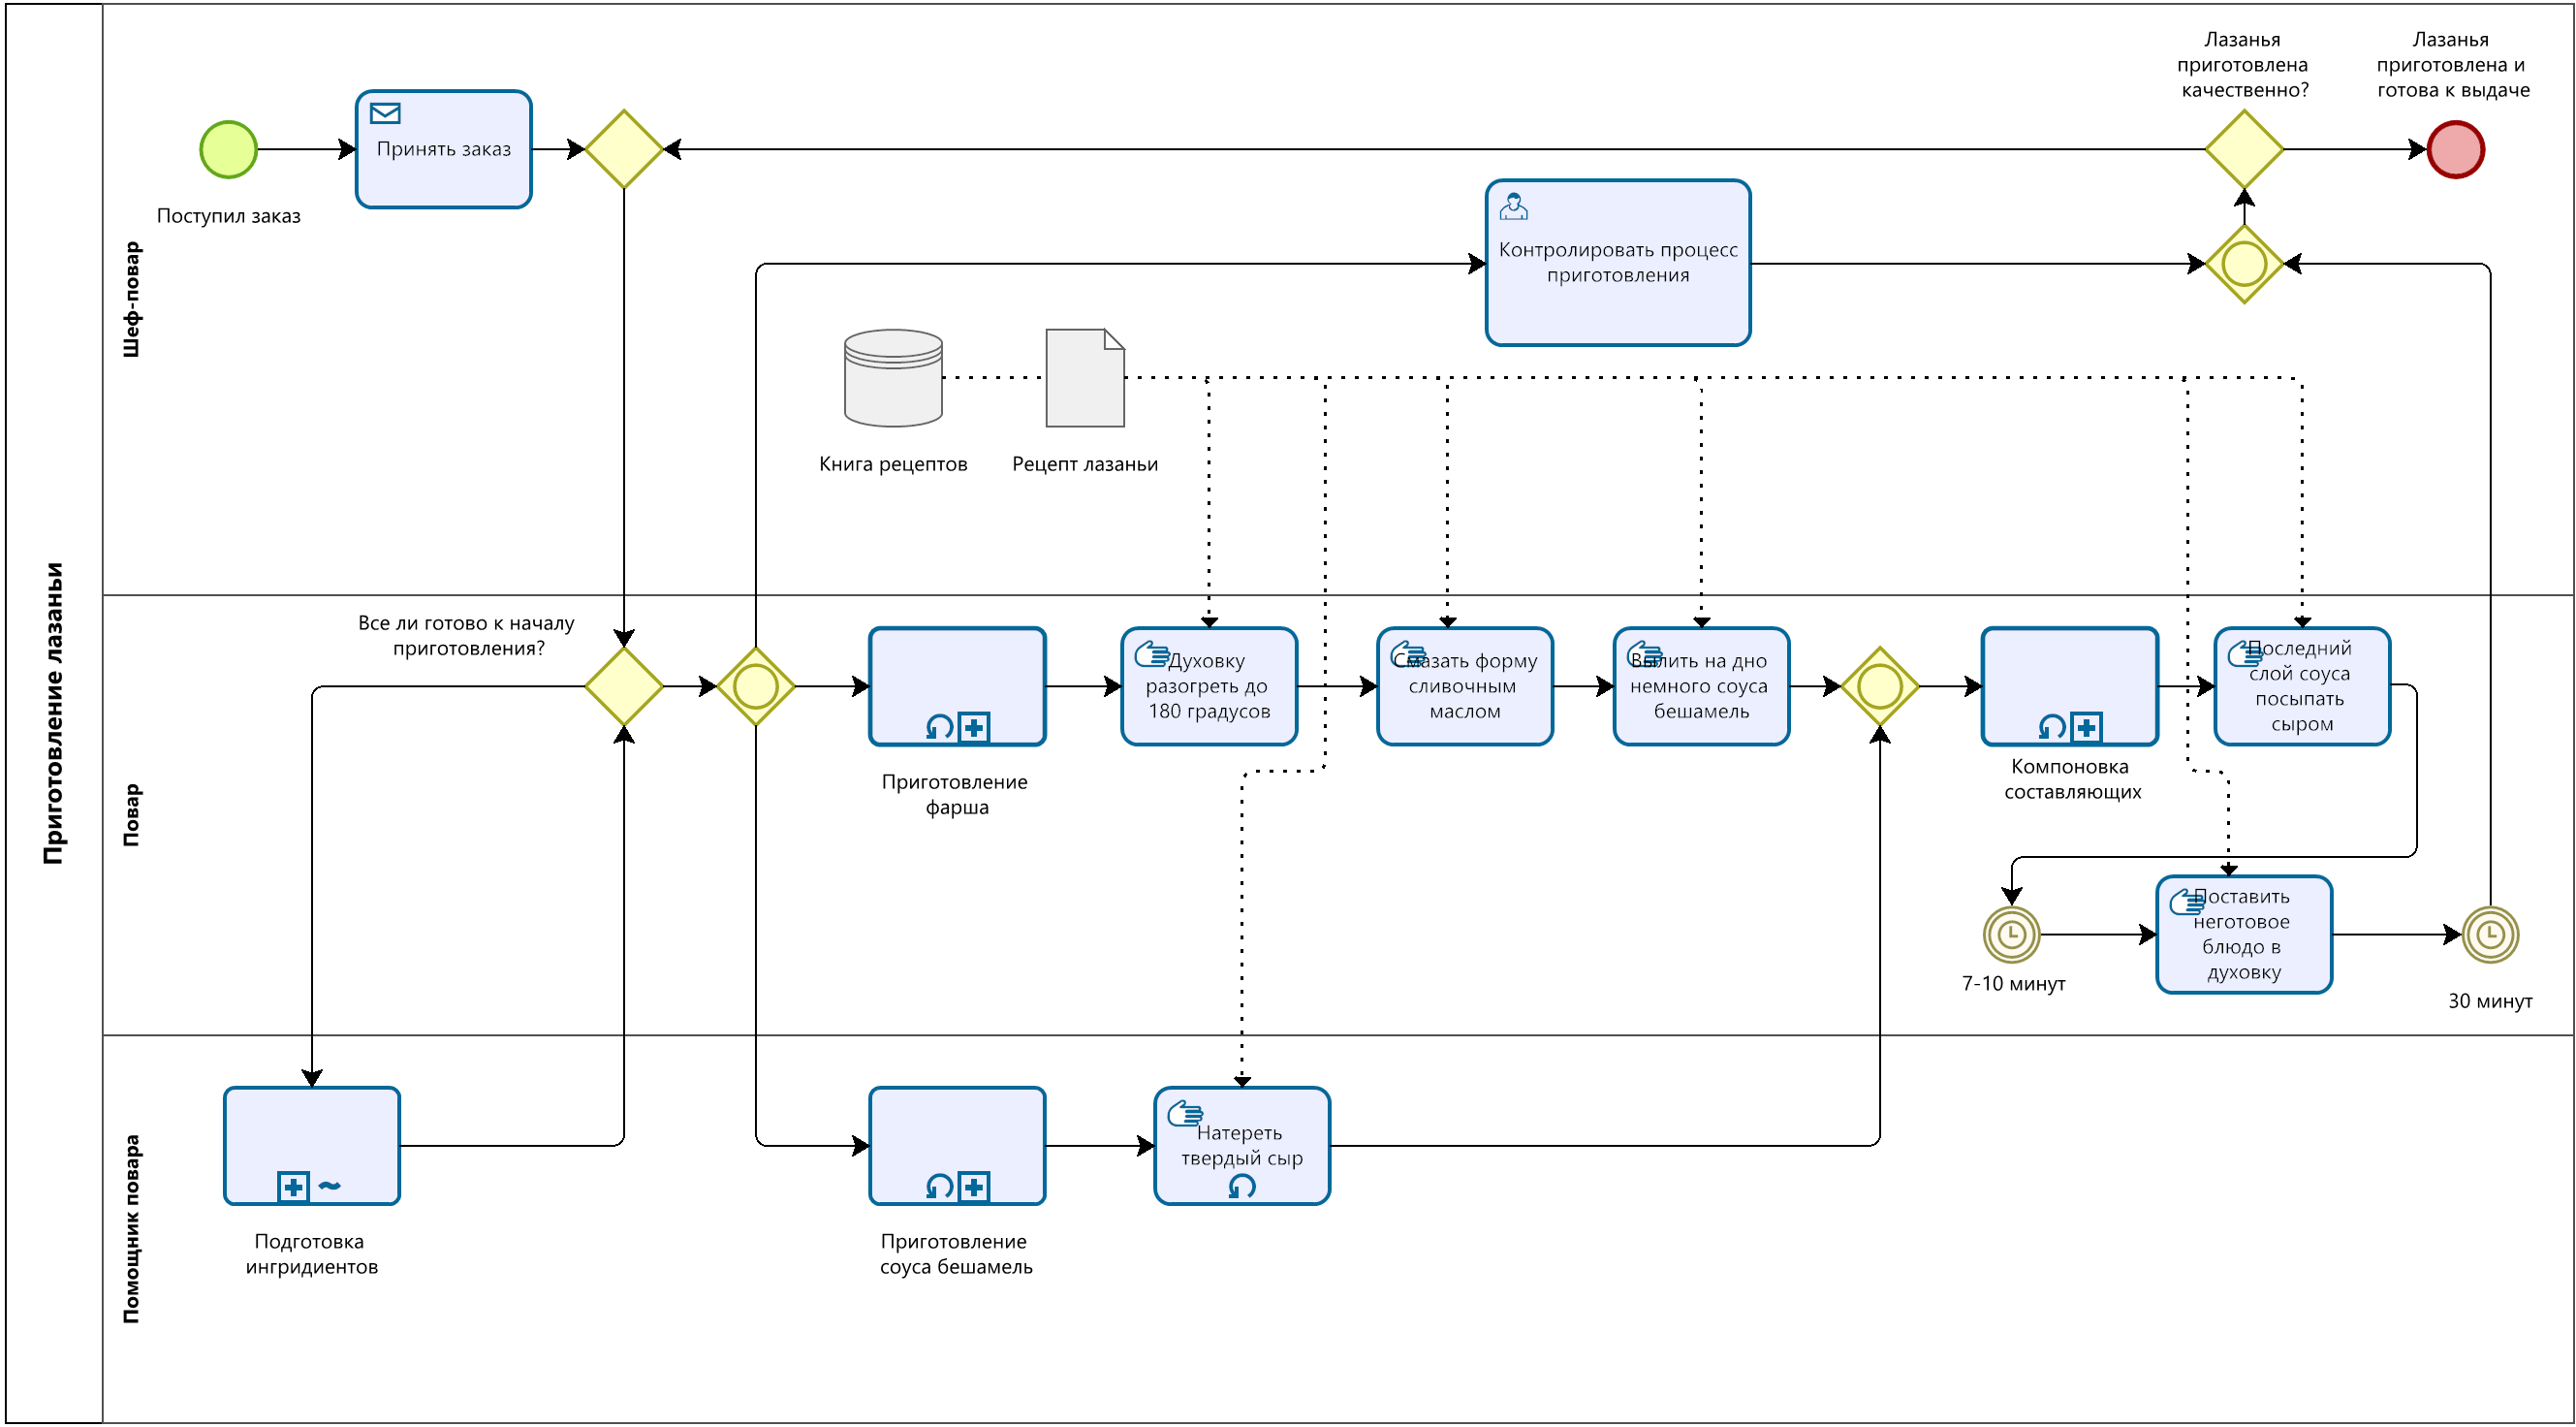 Приготовление лазаньи
Шеф-повар
Поступил заказ
Принять заказ
Контролировать процесс
приготовления
Лазанья
приготовлена
качественно?
Лазанья
приготовлена и
готова к выдаче
Книга рецептов
Рецепт лазаньи
Повар
Все ли готово к началу
приготовления?
Приготовление
фарша
Духовку
разогреть до
180 градусов
Смазать форму
сливочным
маслом
Вылить на дно
немного соуса
бешамель
Компоновка
составляющих
Последний
слой соуса
посыпать
сыром
7-10 минут
Поставить
неготовое
блюдо в
духовку
30 минут
Помощник повара
Подготовка
ингридиентов
Приготовление
соуса бешамель
Натереть
твердый сыр